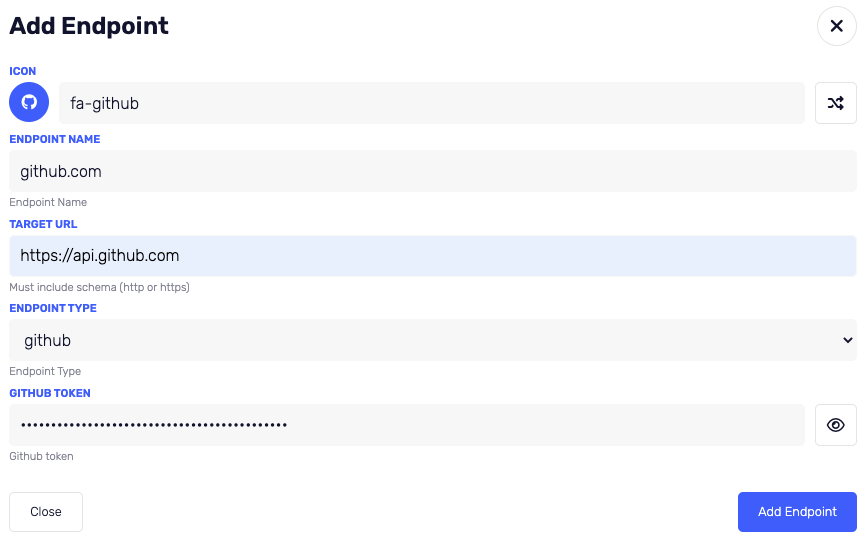 Add Endpoint
ICON
fa-github
ENDPOINT NAME
github.com
Endpoint Name
TARGET URL
https://api.github.com
Must include schema (http or https)
ENDPOINT TYPE
github
Endpoint Type
GITHUB TOKEN
••••••••••••••••••••••••••••••••••••••••••••
Github token
Close
Add Endpoint